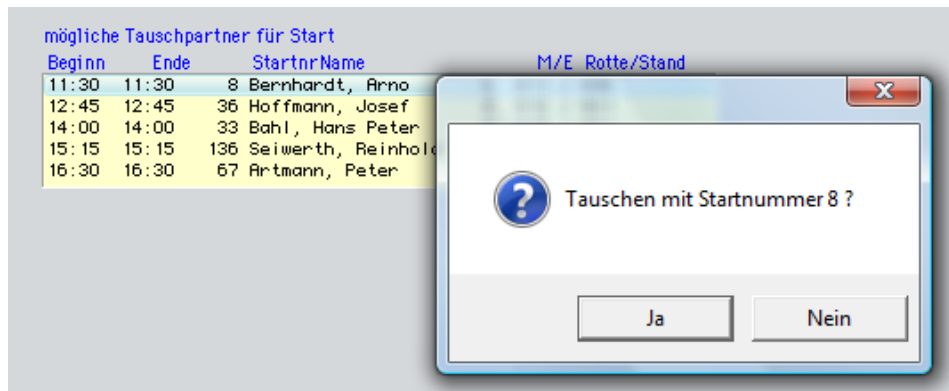 mögliche Tauschpartner für Start
Beginn Ende StartnrName M/E Rotte/Stand
11:30 11:30 8 Bernhardt, Arno
12:45 12:45 36 Hoffmann, Josef
14:00 14:00 33 Bahl, Hans Peter
15:15 15:15 136 Seiwerth, Reinhold
16:30 16:30 67 Artmann, Peter
Tauschen mit Startnummer 8 ?
Ja Nein